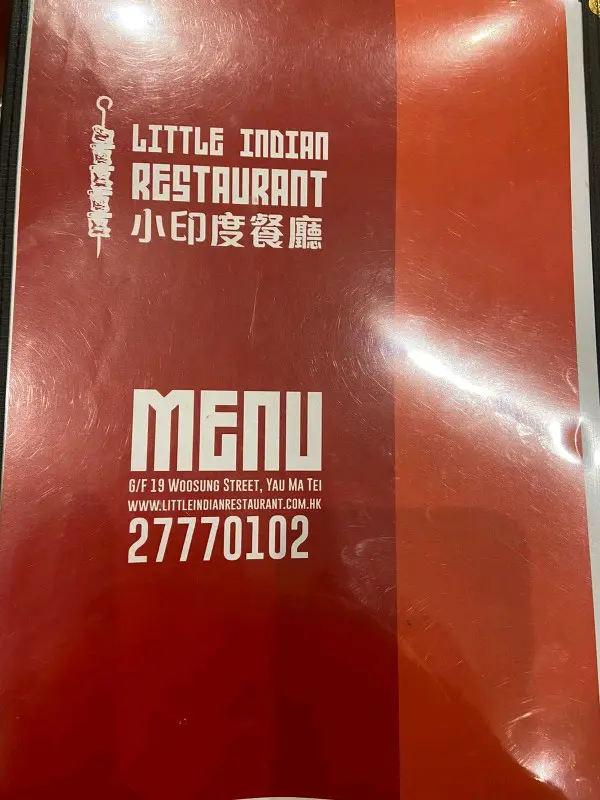 LITTLE INDIAN
RESTAURANT
小印度餐廳
MENU
G/F 19 WOOSUNG STREET, YAU MA TEI
WWW.LITTLEINDIANRESTAURANT.COM.HK
27770102